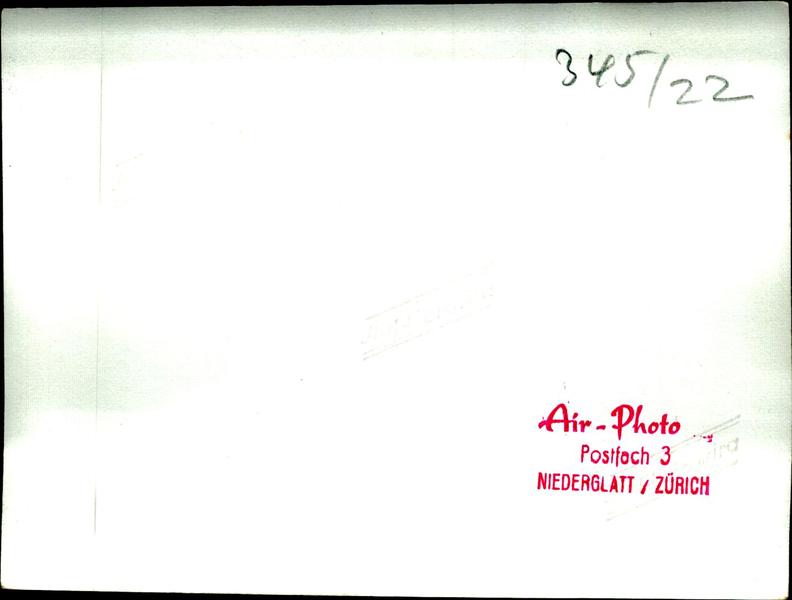 345/22
Air-Photo
Postfach 3
NIEDERGLATT / ZÜRICH